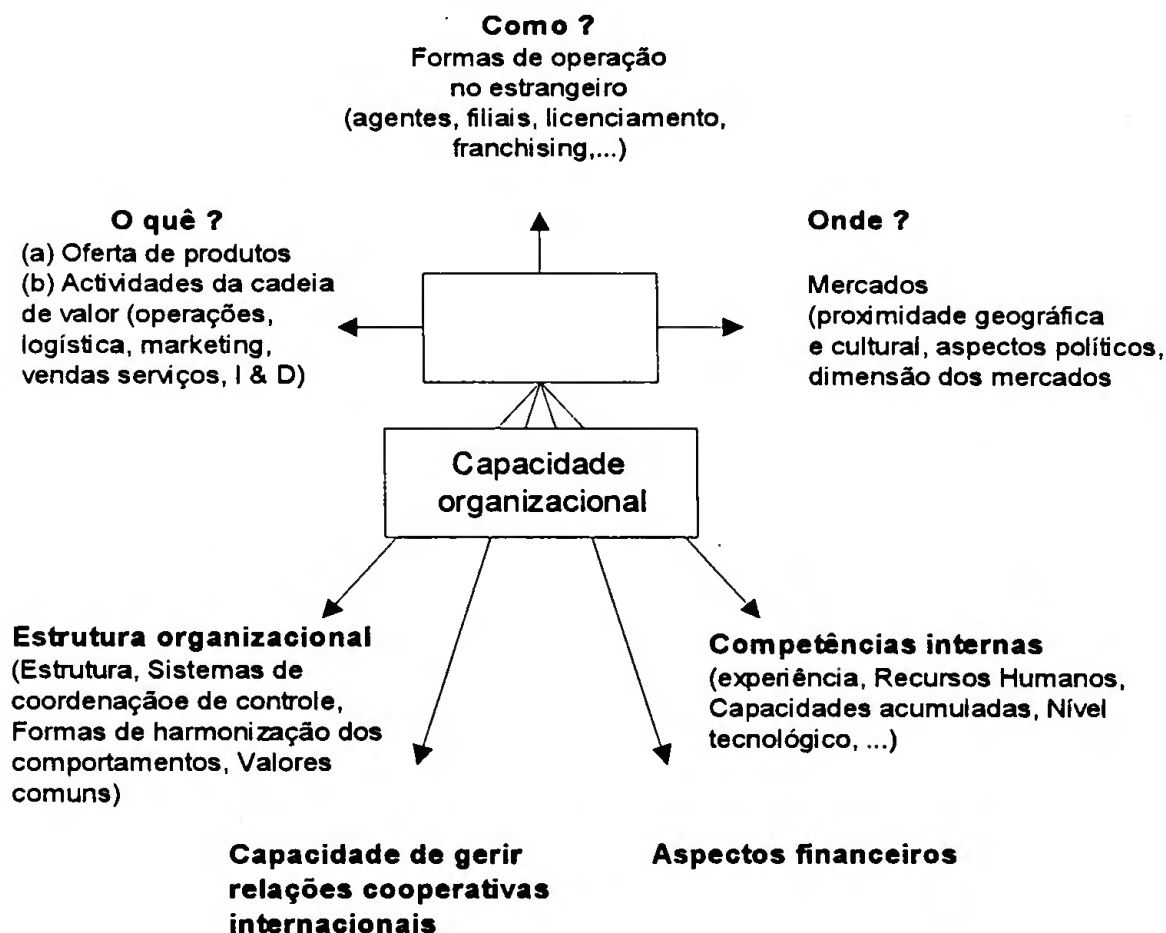 Como ?
Formas de operação
no estrangeiro
(agentes, filiais, licenciamento,
franchising,...)
O quê ?
(a) Oferta de produtos
(b) Actividades da cadeia
de valor (operações,
logística, marketing,
vendas serviços, I & D)
Onde ?
Mercados
(proximidade geográfica
e cultural, aspectos políticos,
dimensão dos mercados
Capacidade
organizacional
Estrutura organizacional
(Estrutura, Sistemas de
coordenaçãoe de controle,
Formas de harmonização dos
comportamentos, Valores
comuns)
Competências internas
(experiência, Recursos Humanos,
Capacidades acumuladas, Nível
tecnológico, ...)
Capacidade de gerir
relações cooperativas
internacionais
Aspectos financeiros